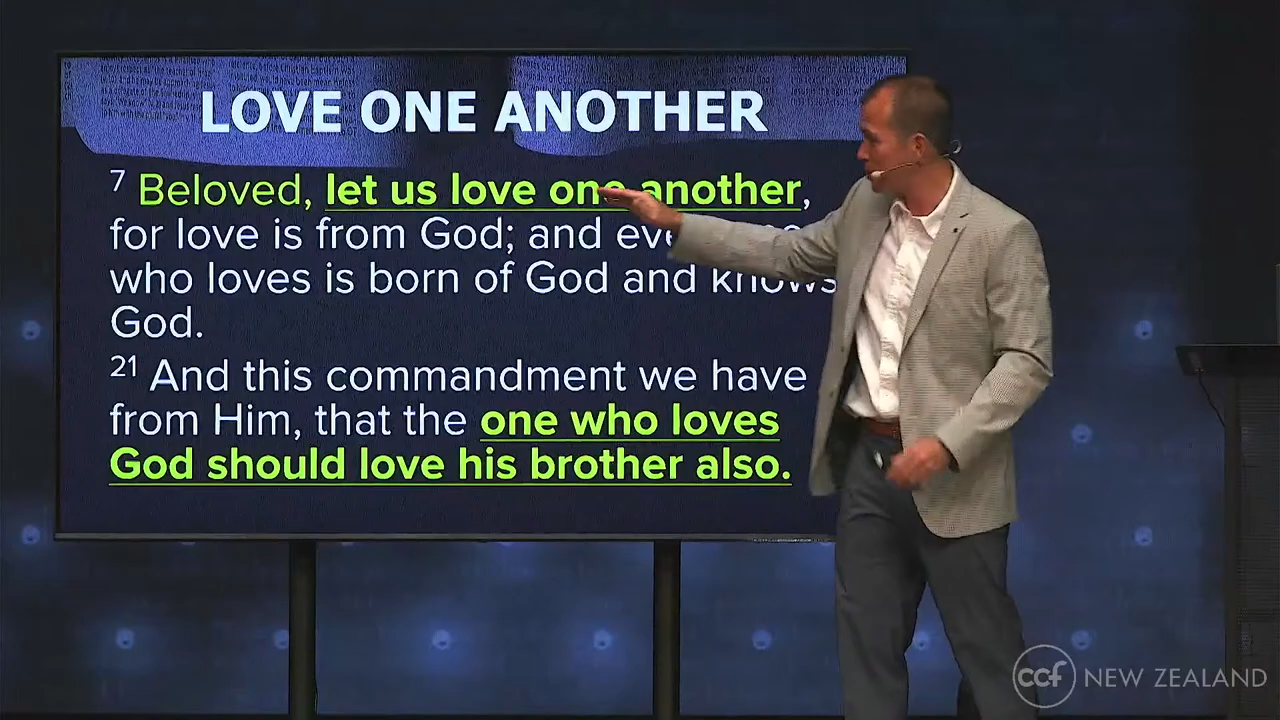 LOVE ONE ANOTHER
7 Beloved, let us love one another,
for love is from God; and
who loves is born of God and knows
God.
21 And this commandment we have
from Him, that the one who loves
God should love his brother also.
ccf NEW ZEALAND